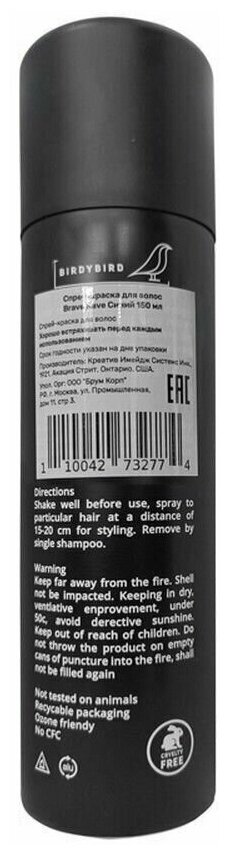 BIRDYBIRD
Спрей-краска для волос
Brave Rave Синий 150 мл
Спрей-краска для волос
Хорошо встряхивать перед каждым
использованием
Срок годности указан на дне упаковки
Производитель: Креатив Имейдж Системс Инк,
1021, Акация Стрит, Онтарио, США.
Упол. Орг: ООО "Брум Корп"
РФ, г. Москва, ул. Промышленная,
дом 11, стр 3.
EAC
1 10042 73277 4
Directions
Shake well before use, spray to
particular hair at a distance of
15-20 cm for styling. Remove by
single shampoo.
Warning
Keep far away from the fire. Shell
not be impacted. Keeping in dry,
ventlative enprovement, under
50c, avoid derective sunshine.
Keep out of reach of children. Do
not throw the product on empty
cans of puncture into the fire, shall
not be filled again
Not tested on animals
Recycable packaging
Ozone friendy
No CFC
alu
CRUELTY
FREE